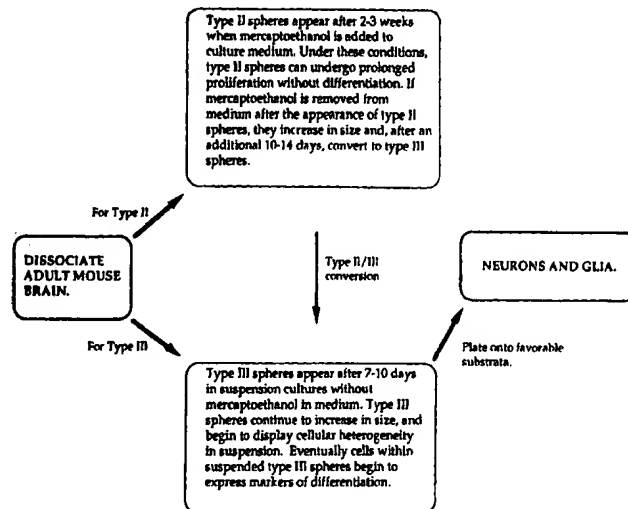 Type II spheres appear after 2-3 weeks
when mercaptoethanol is added to
culture medium. Under these conditions,
type II spheres can undergo prolonged
proliferation without differentiation. If
mercaptoethanol is removed from
medium after the appearance of type II
spheres, they increase in size and, after an
additional 10-14 days, convert to type III
spheres.
For Type II
DISSOCIATE
ADULT MOUSE
BRAIN.
Type II/III
conversion
NEURONS AND GLIA.
For Type III
Plate onto favorable
substrata.
Type III spheres appear after 7-10 days
in suspension cultures without
mercaptoethanol in medium. Type III
spheres continue to increase in size, and
begin to display cellular heterogeneity
in suspension. Eventually cells within
suspended type III spheres begin to
express markers of differentiation.